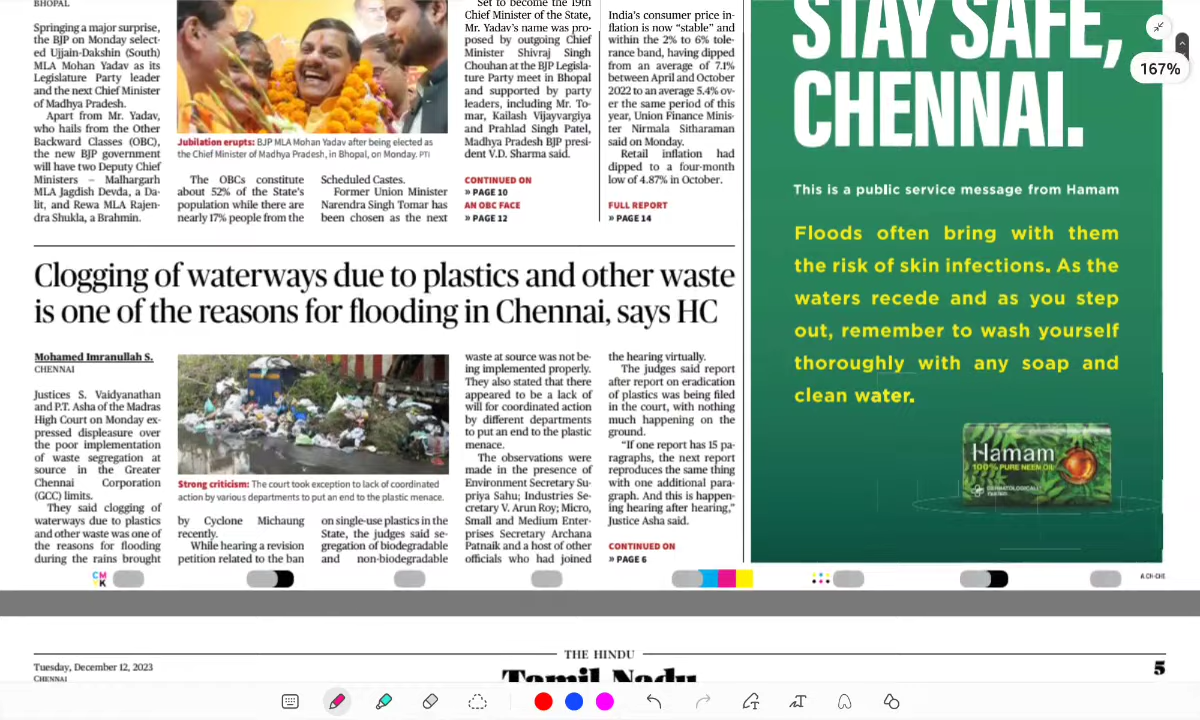 BHOPAL
Springing a major surprise,
the BJP on Monday select-
ed Ujjain-Dakshin (South)
MLA Mohan Yadav as its
Legislature Party leader
and the next Chief Minister
of Madhya Pradesh.
Apart from Mr. Yadav,
who hails from the Other
Backward Classes (OBC),
the new BJP government
will have two Deputy Chief
Ministers – Malhargarh
MLA Jagdish Devda, a Da-
lit, and Rewa MLA Rajen-
dra Shukla, a Brahmin.
Jubilation erupts: BJP MLA Mohan Yadav after being elected as
the Chief Minister of Madhya Pradesh, in Bhopal, on Monday. PTI
The OBCs constitute
about 52% of the State's
population while there are
nearly 17% people from the
Scheduled Castes.
Former Union Minister
Narendra Singh Tomar has
been chosen as the next
Set to become the 19th
Chief Minister of the State,
Mr. Yadav's name was pro-
posed by outgoing Chief
Minister Shivraj Singh
Chouhan at the BJP Legisla-
ture Party meet in Bhopal
and supported by party
leaders, including Mr. To-
mar, Kailash Vijayvargiya
and Prahlad Singh Patel,
Madhya Pradesh BJP presi-
dent V.D. Sharma said.
CONTINUED ON
» PAGE 10
AN OBC FACE
» PAGE 12
India's consumer price in-
flation is now “stable” and
within the 2% to 6% tole-
rance band, having dipped
from an average of 7.1%
between April and October
2022 to an average 5.4% ov-
er the same period of this
year, Union Finance Minis-
ter Nirmala Sitharaman
said on Monday.
Retail inflation had
dipped to a four-month
low of 4.87% in October.
FULL REPORT
» PAGE 14
STAY SAFE,
CHENNAI.
167%
This is a public service message from Hamam
Floods often bring with them
the risk of skin infections. As the
waters recede and as you step
out, remember to wash yourself
thoroughly with any soap and
clean water.
Hamam
100% PURE NEEM OIL
DERMATOLOGICALLY
TESTED
Clogging of waterways due to plastics and other waste
is one of the reasons for flooding in Chennai, says HC
Mohamed Imranullah S.
CHENNAI
Justices S. Vaidyanathan
and P.T. Asha of the Madras
High Court on Monday ex-
pressed displeasure over
the poor implementation
of waste segregation at
source in the Greater
Chennai Corporation
(GCC) limits.
They said clogging of
waterways due to plastics
and other waste was one of
the reasons for flooding
during the rains brought
Strong criticism: The court took exception to lack of coordinated
action by various departments to put an end to the plastic menace.
by Cyclone Michaung
recently.
While hearing a revision
petition related to the ban
on single-use plastics in the
State, the judges said se-
gregation of biodegradable
and non-biodegradable
waste at source was not be-
ing implemented properly.
They also stated that there
appeared to be a lack of
will for coordinated action
by different departments
to put an end to the plastic
menace.
The observations were
made in the presence of
Environment Secretary Su-
priya Sahu; Industries Se-
cretary V. Arun Roy; Micro,
Small and Medium Enter-
prises Secretary Archana
Patnaik and a host of other
officials who had joined
the hearing virtually.
The judges said report
after report on eradication
of plastics was being filed
in the court, with nothing
much happening on the
ground.
“If one report has 15 pa-
ragraphs, the next report
reproduces the same thing
with one additional para-
graph. And this is happen-
ing hearing after hearing,”
Justice Asha said.
CONTINUED ON
» PAGE 6
CM
YK
A CH-CHE
Tuesday, December 12, 2023
CHENNAI
THE HINDU
Tamil Nadu
5